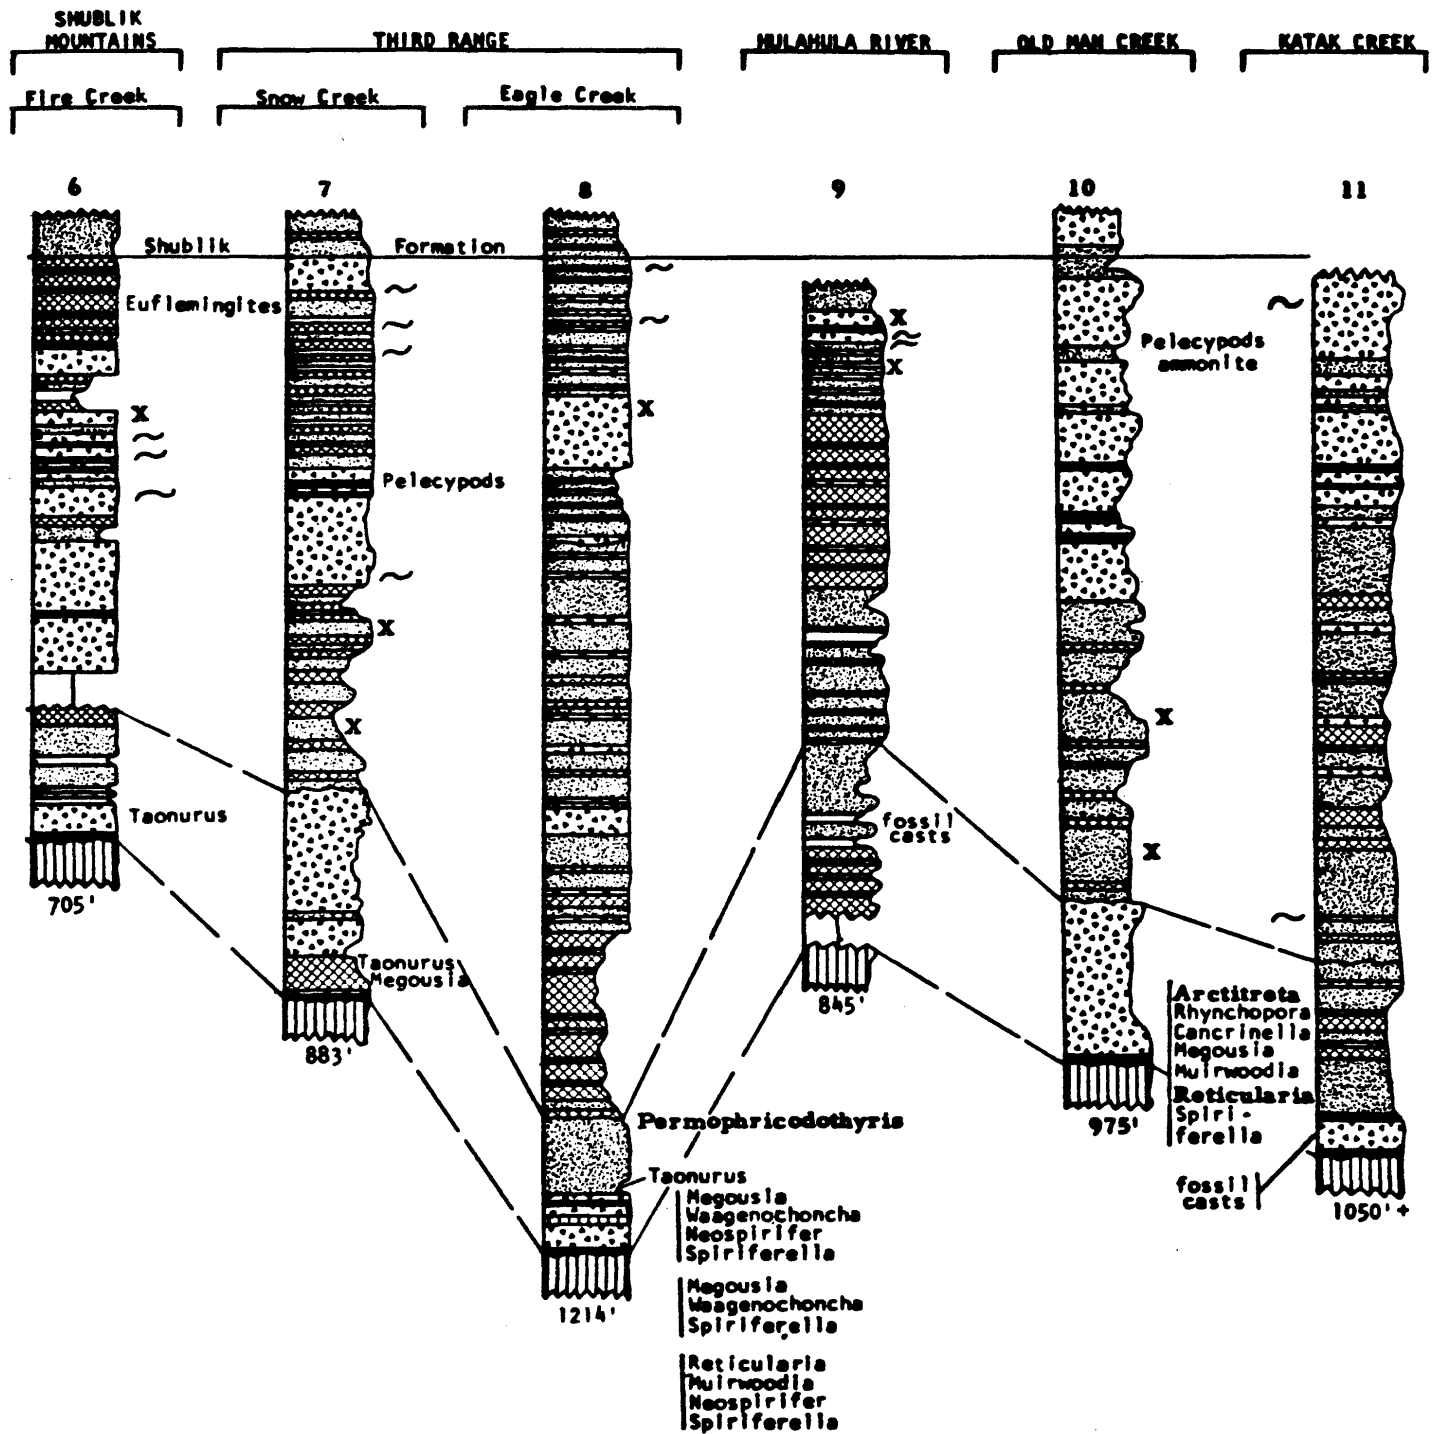 SHUBLIK
MOUNTAINS
THIRD RANGE
HULAHULA RIVER
OLD MAN CREEK
KATAK CREEK
Fire Creek
Snow Creek
Eagle Creek
6
7
8
9
10
11
Shublik
Formation
Euflemingites
X
X
X
Pelecypods
ammonite
X
X
Pelecypods
X
X
X
Taonurus
fossil
casts
X
705'
Taonurus
Megousia
883'
845'
Arctitreta
Rhynchopora
Cancrinella
Megousia
Muirwoodia
Reticularia
Spiri-
ferella
975'
Permophricodothyris
Taonurus
Megousia
Waagenochoncha
Neospirifer
Spiriferella
fossil
casts
1050'+
1214'
Megousia
Waagenochoncha
Spiriferella
Reticularia
Muirwoodia
Neospirifer
Spiriferella